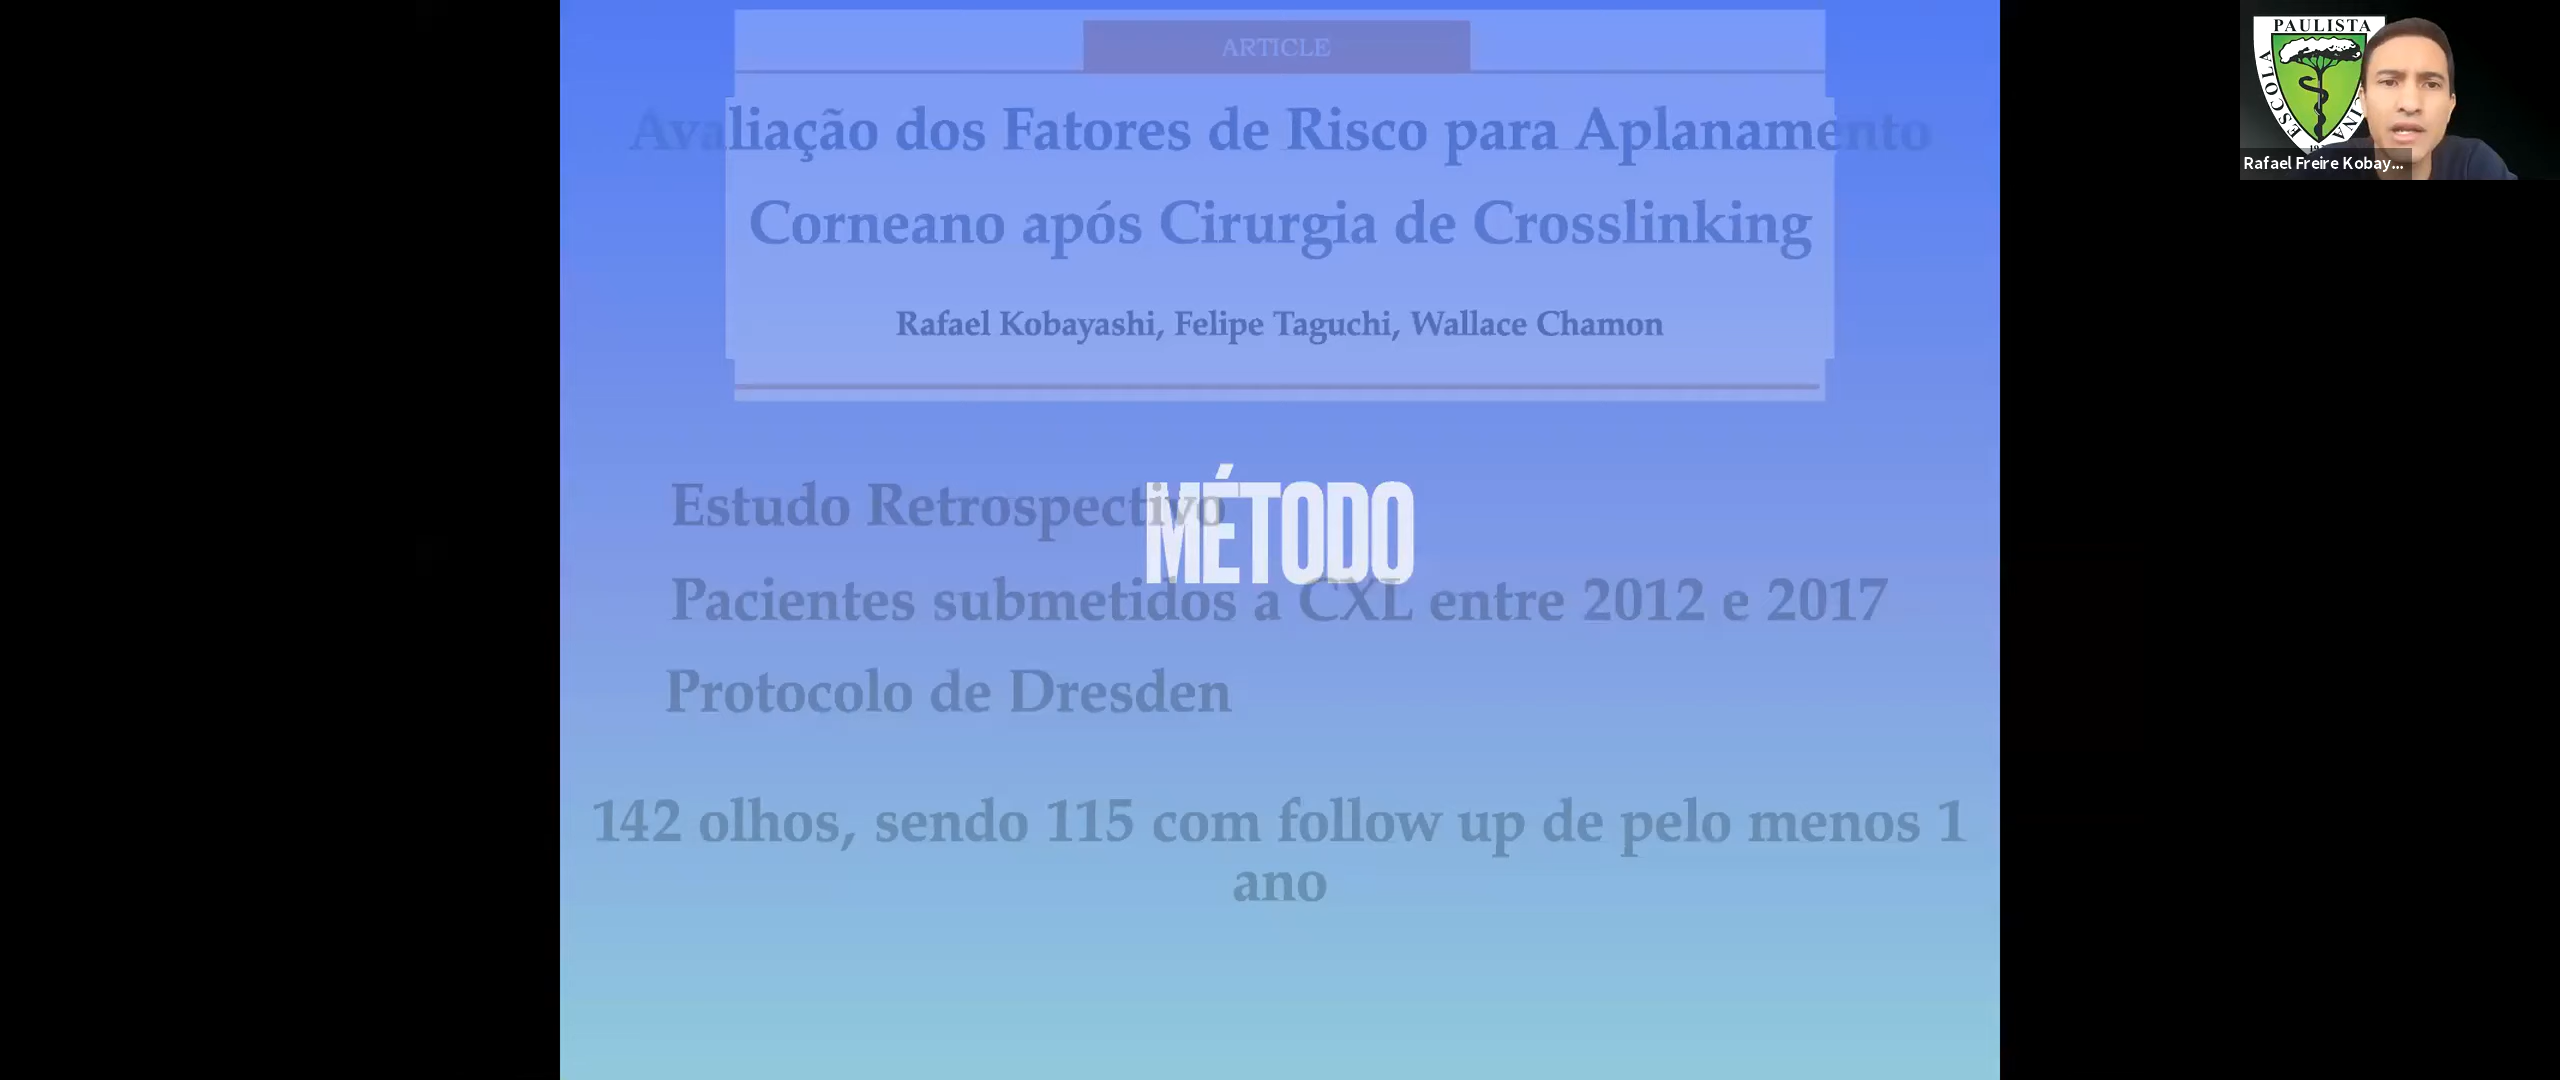 ARTICLE
Avaliação dos Fatores de Risco para Aplanamento
Corneano após Cirurgia de Crosslinking
Rafael Kobayashi, Felipe Taguchi, Wallace Chamon
Estudo Retrospectivo
MÉTODO
Pacientes submetidos a CXL entre 2012 e 2017
Protocolo de Dresden
142 olhos, sendo 115 com follow up de pelo menos 1
ano
PAULISTA
ESCOLA
Rafael Freire Kobay...